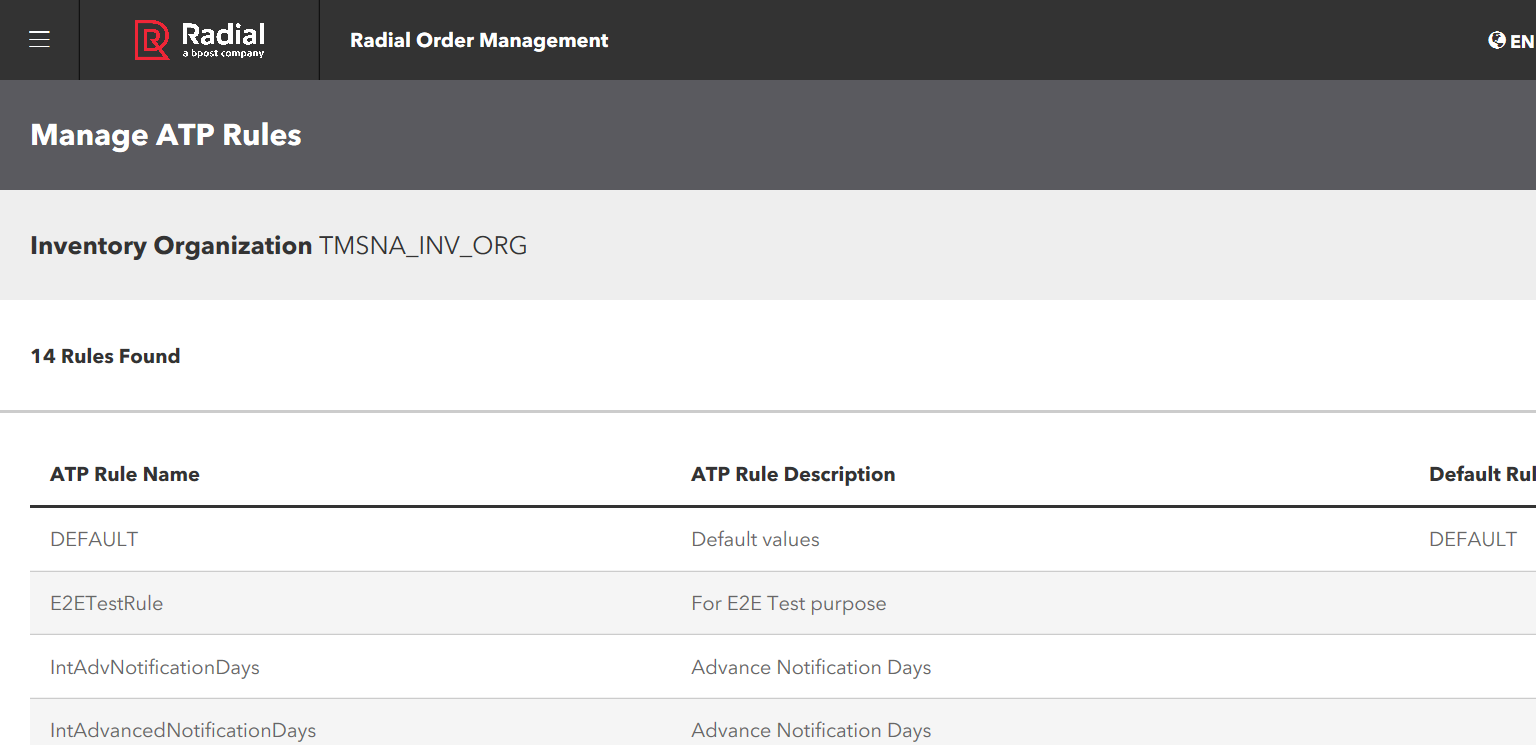 Radial
a bpost company
Radial Order Management
EN
Manage ATP Rules
Inventory Organization TMSNA_INV_ORG
14 Rules Found
ATP Rule Name ATP Rule Description Default Rul
DEFAULT Default values DEFAULT
E2ETestRule For E2E Test purpose
IntAdvNotificationDays Advance Notification Days
IntAdvancedNotificationDays Advance Notification Days